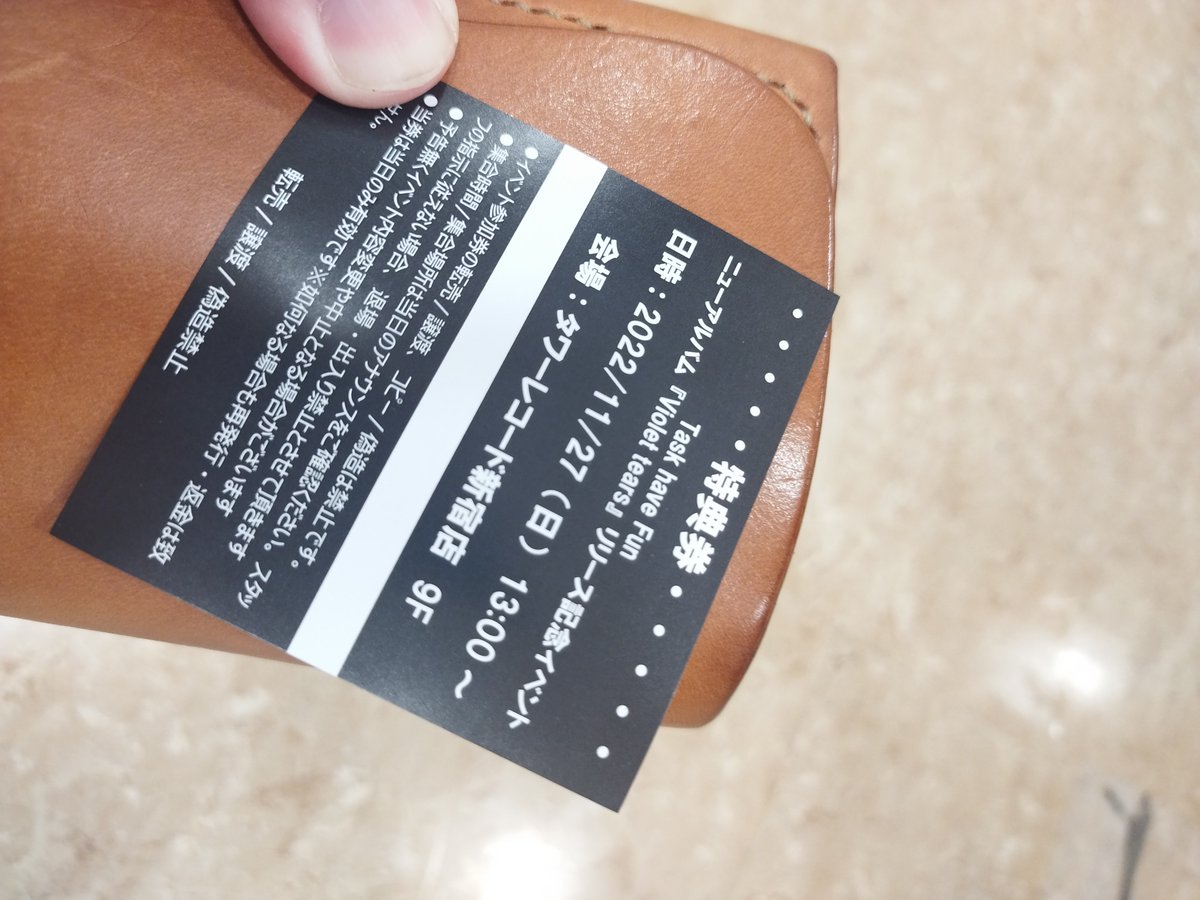 ・・・・・特典券・・・・・
Task have Fun
ニューアルバム『Violet tears』リリース記念イベント
日時：2022/11/27（日）13:00～
会場：タワーレコード新宿店 9F
●イベント参加券の転売 / 譲渡、コピー / 偽造は禁止です。
●集合時間/集合場所は当日のアナウンスをご確認ください。スタッ
フの指示に従えない場合、退場・出入り禁止とさせて頂きます
●予告無くイベント内容変更や中止となる場合がございます
●当券は当日のみ有効です※如何なる場合も再発行・返金は致
せん。
転売 / 譲渡 / 偽造禁止